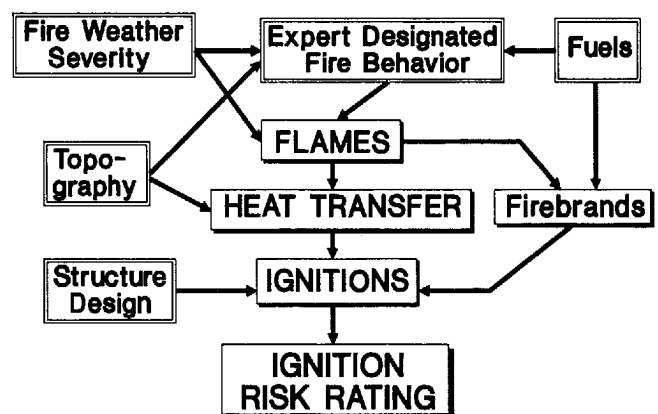 Fire Weather
Severity
Expert Designated
Fire Behavior
Fuels
FLAMES
Topo-
graphy
HEAT TRANSFER
Firebrands
Structure
Design
IGNITIONS
IGNITION
RISK RATING